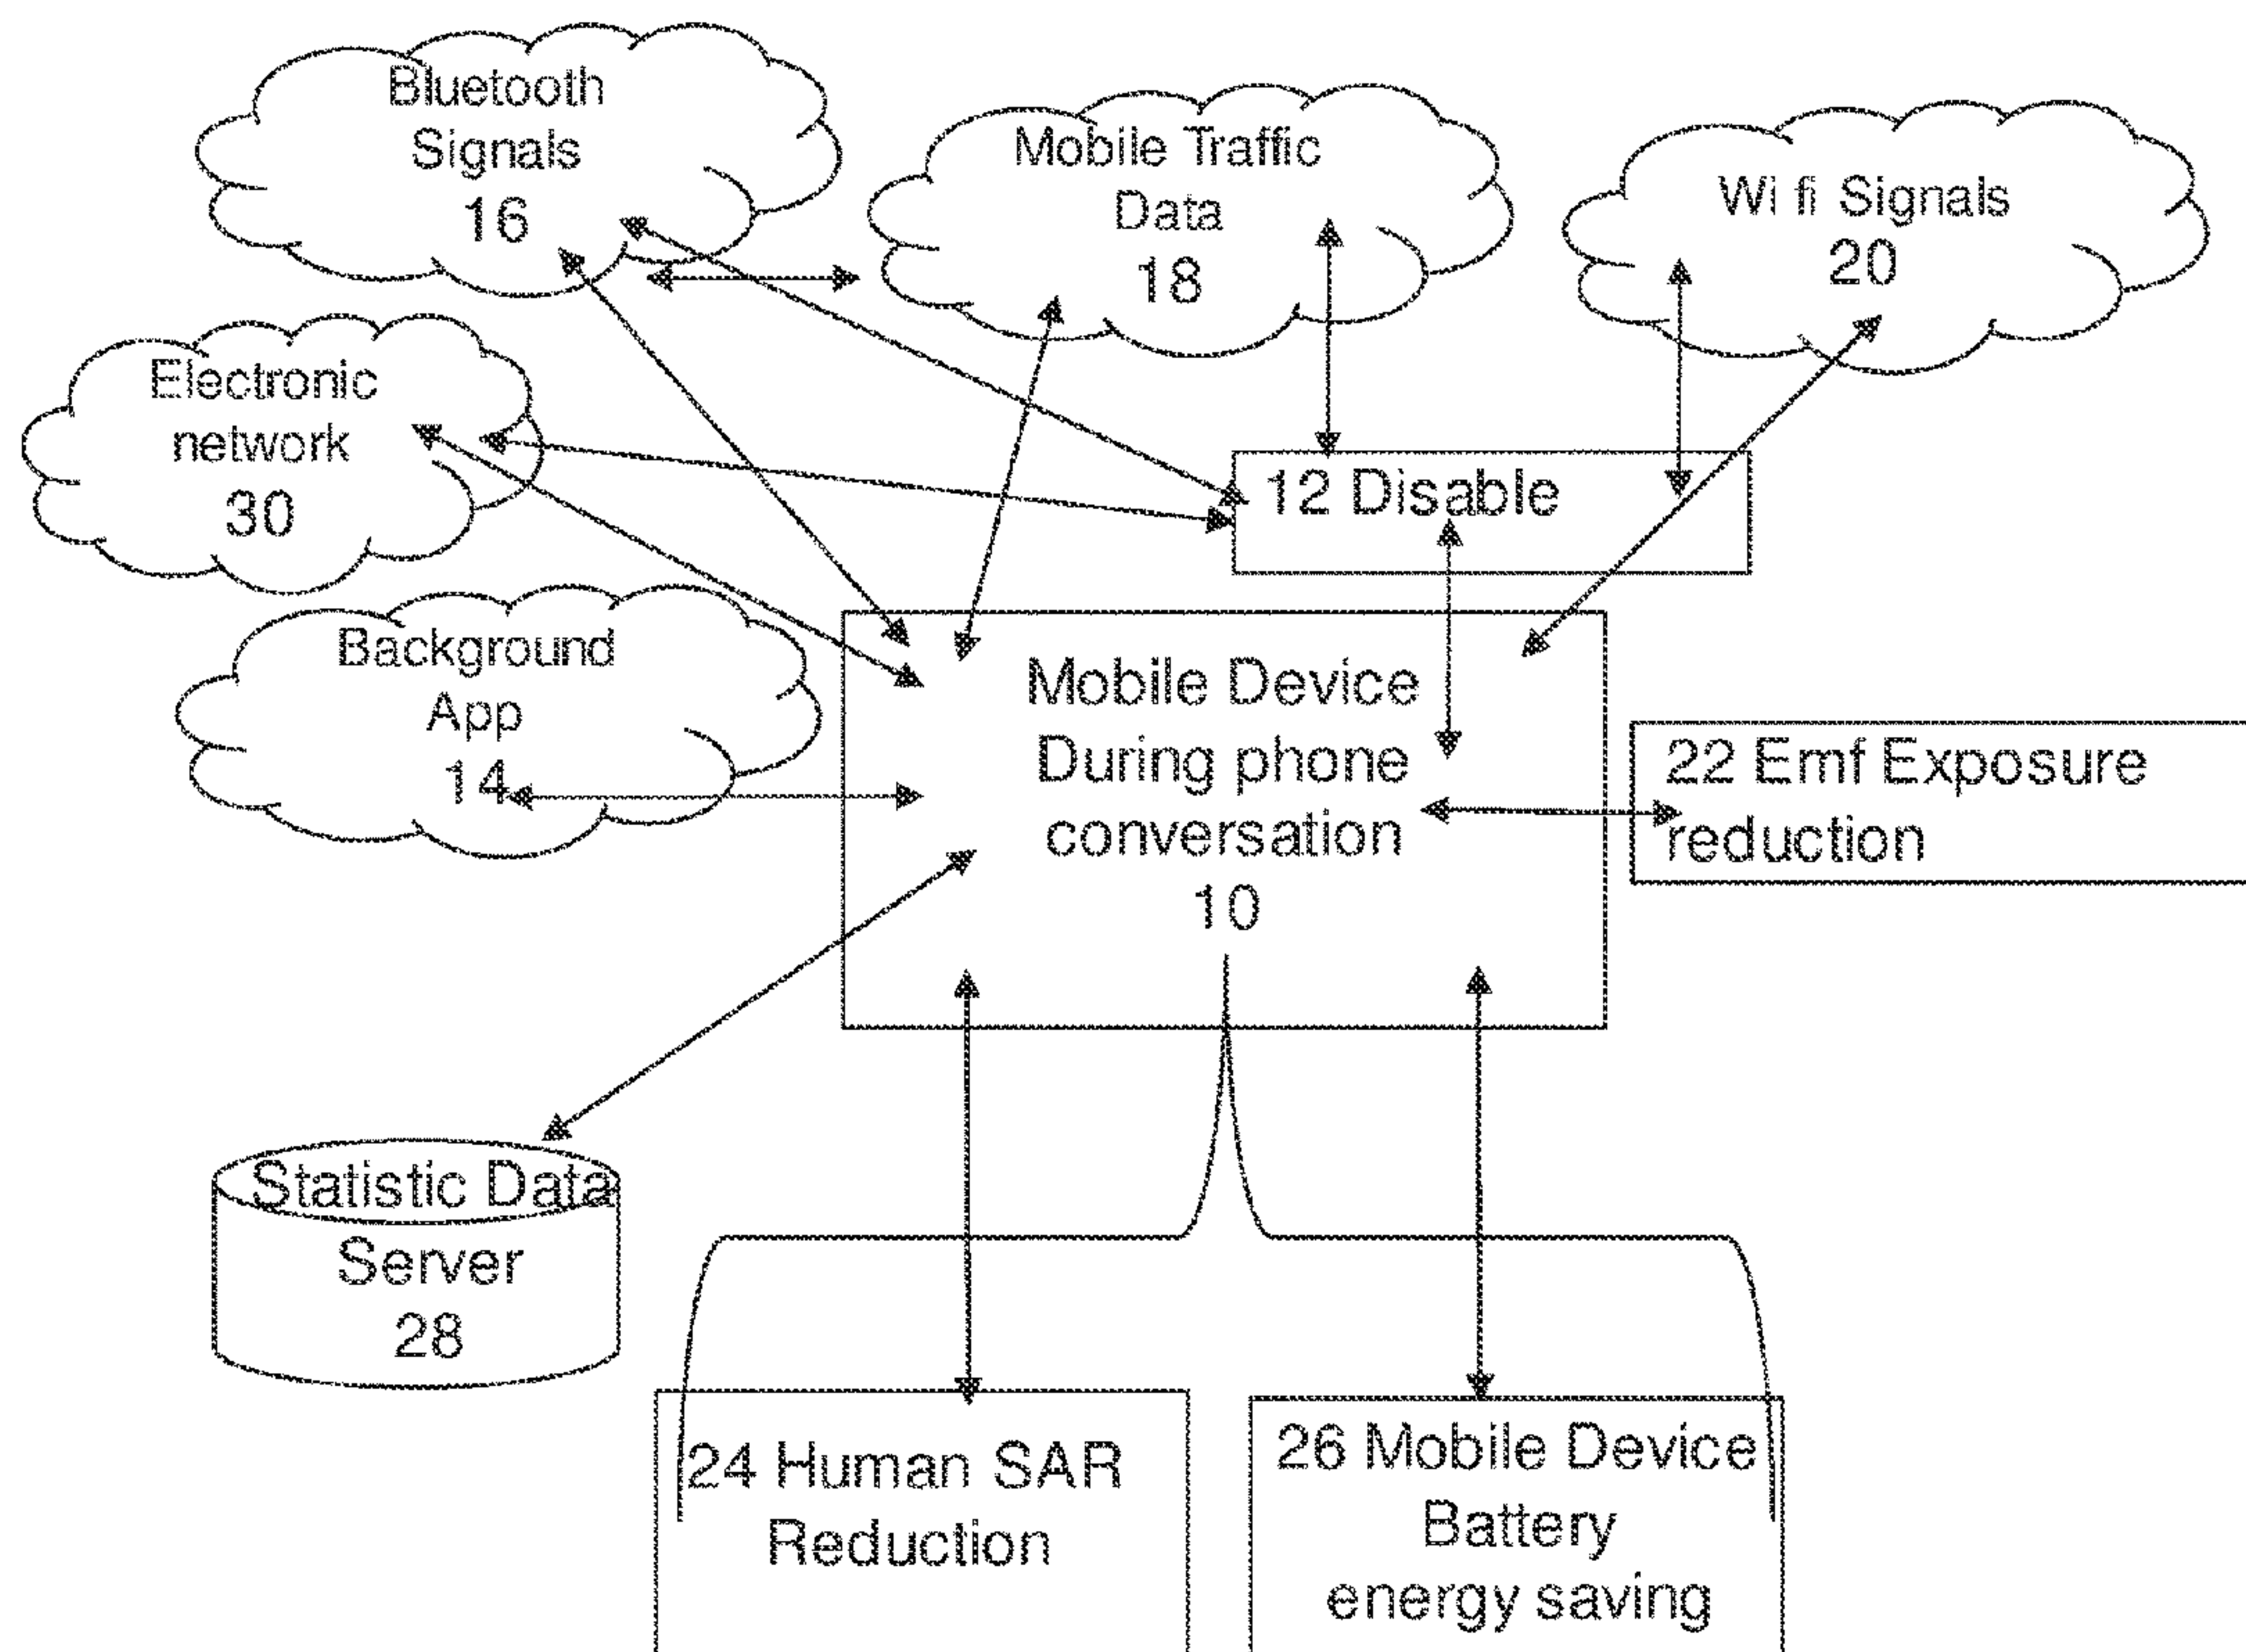 Bluetooth
Signals
16
Mobile Traffic
Data
18
Wi fi Signals
20
Electronic
network
30
12 Disable
Background
App
14
Mobile Device
During phone
conversation
10
22 Emf Exposure
reduction
Statistic Data
Server
28
24 Human SAR
Reduction
26 Mobile Device
Battery
energy saving